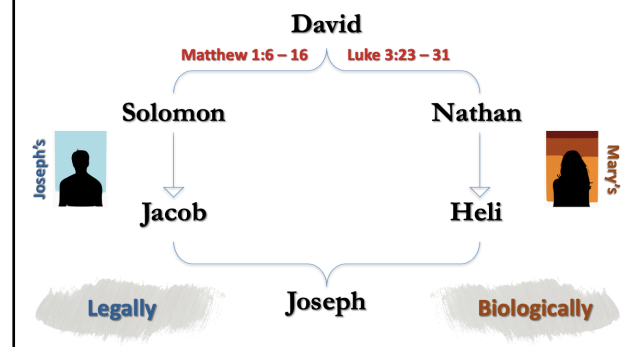 David
Matthew 1:6 – 16 Luke 3:23 – 31
Solomon Nathan
Joseph's Mary's
Jacob Heli
Legally Joseph Biologically